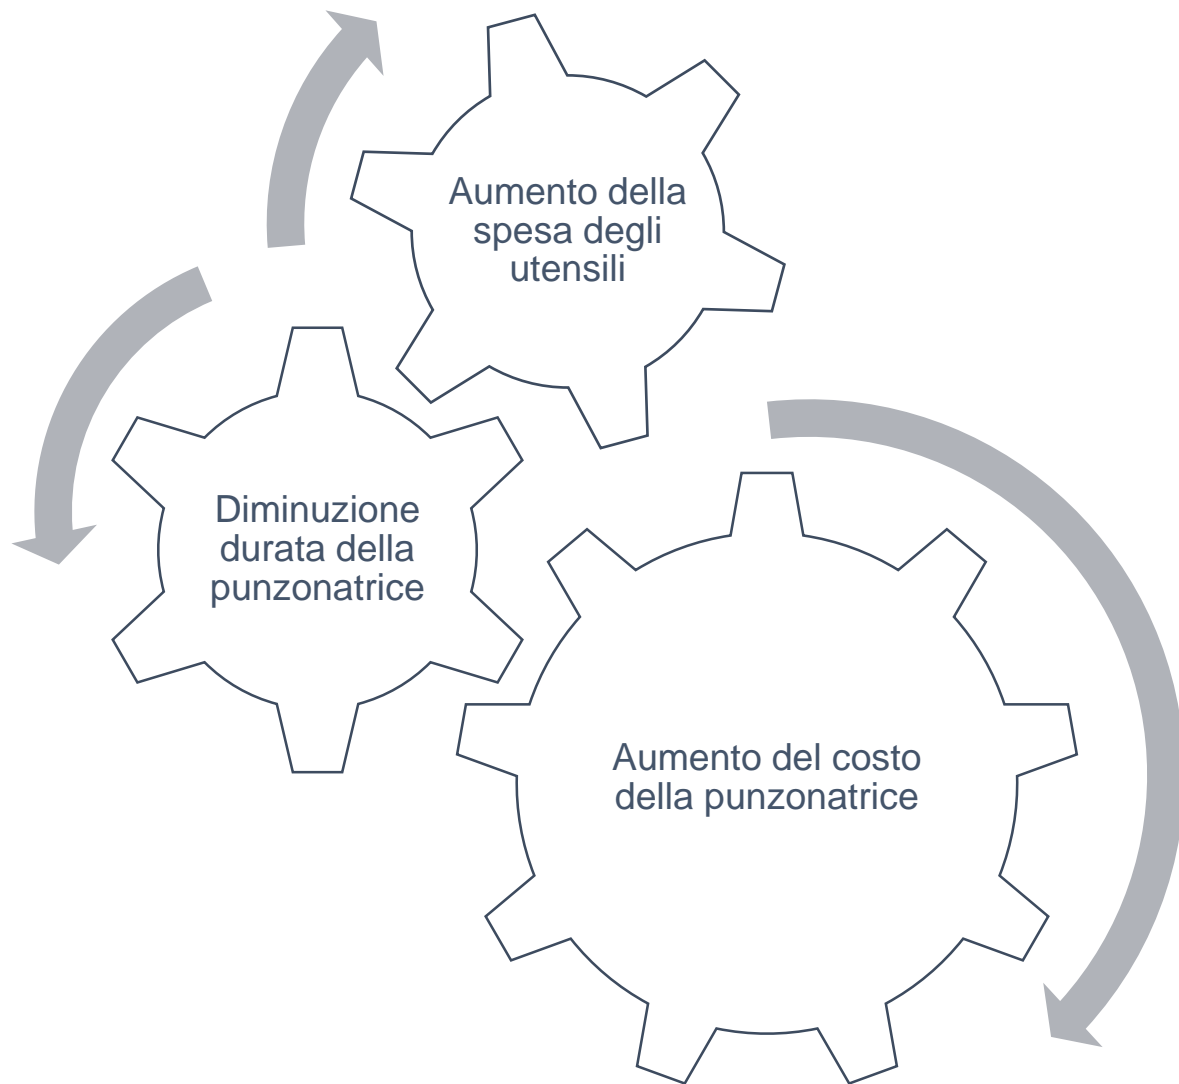 Aumento della
spesa degli
utensili
Diminuzione
durata della
punzonatrice
Aumento del costo
della punzonatrice